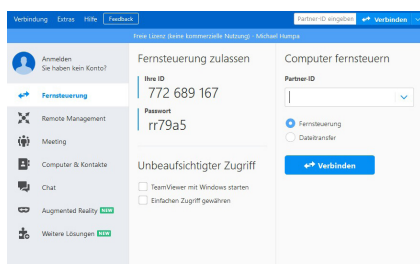 Verbindung Extras Hilfe Feedback Partner-ID eingeben Verbinden
Freie Lizenz (keine kommerzielle Nutzung) - Michael Humpa
Anmelden
Sie haben kein Konto?
Fernsteuerung
Remote Management
Meeting
Computer & Kontakte
Chat
Augmented Reality NEW
Weitere Lösungen NEW
Fernsteuerung zulassen
Ihre ID
772 689 167
Passwort
rr79a5
Unbeaufsichtigter Zugriff
TeamViewer mit Windows starten
Einfachen Zugriff gewähren
Computer fernsteuern
Partner-ID
Fernsteuerung
Dateitransfer
Verbinden